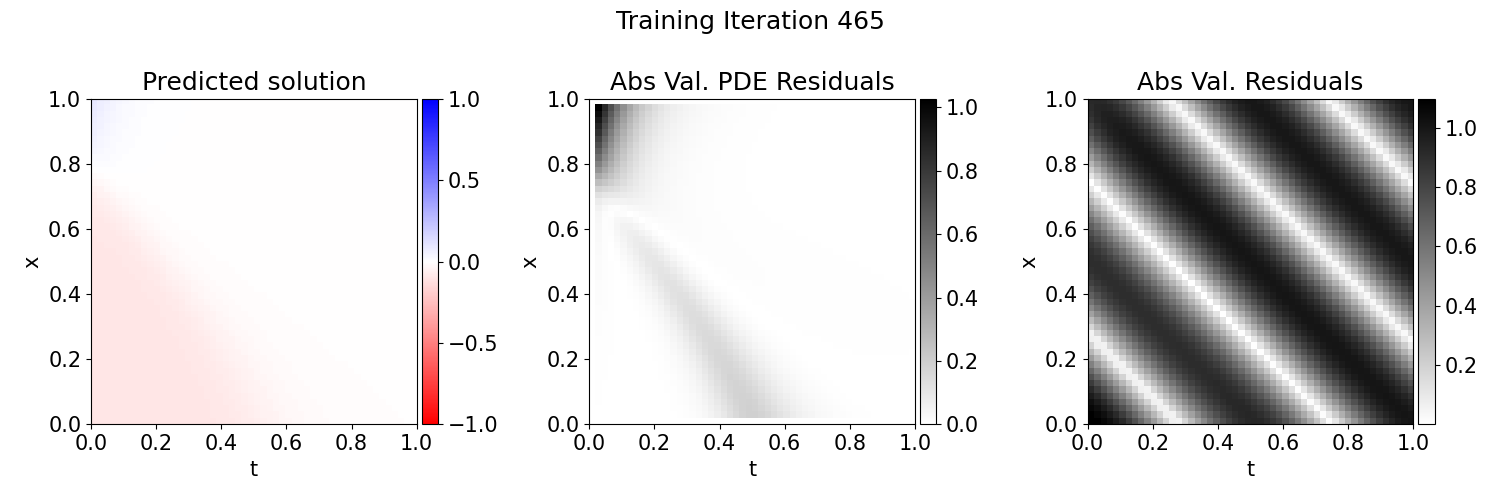 Training Iteration 465
Predicted solution
1.0
0.8
0.6
0.4
0.2
0.0
x
0.0 0.2 0.4 0.6 0.8 1.0
t
1.0
0.5
0.0
−0.5
−1.0
Abs Val. PDE Residuals
1.0
0.8
0.6
0.4
0.2
0.0
x
0.0 0.2 0.4 0.6 0.8 1.0
t
1.0
0.8
0.6
0.4
0.2
0.0
Abs Val. Residuals
1.0
0.8
0.6
0.4
0.2
0.0
x
0.0 0.2 0.4 0.6 0.8 1.0
t
1.0
0.8
0.6
0.4
0.2